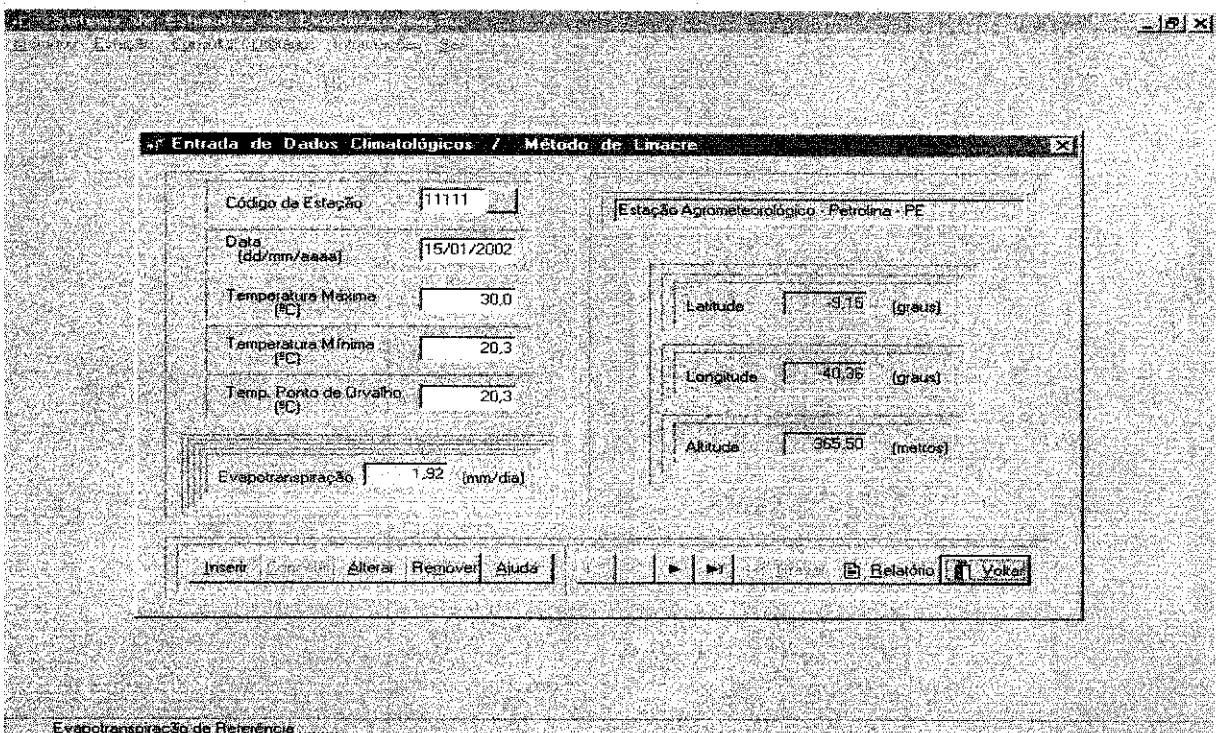 Entrada de Dados Climatológicos / Método de Linacre
Código da Estação 11111
Estação Agrometeorológico - Petrolina - PE
Data (dd/mm/aaaa) 15/01/2002
Temperatura Máxima (ºC) 30,0
Latitude -9,15 (graus)
Temperatura Mínima (ºC) 20,3
Longitude 40,36 (graus)
Temp. Ponto de Orvalho (ºC) 20,3
Altitude 365,50 (metros)
Evapotranspiração 1,92 (mm/dia)
Inserir Alterar Remover Ajuda Relatório Voltar
Evapotranspiração de Referência